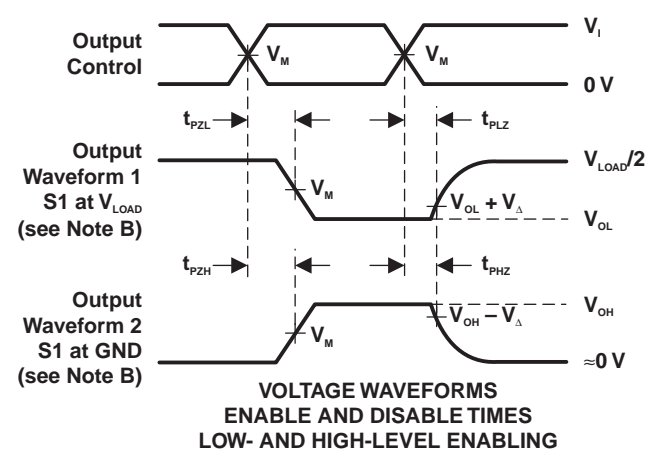 Output
Control
V_M
V_M
V_I
0 V
t_PZL
t_PLZ
Output
Waveform 1
S1 at V_LOAD
(see Note B)
V_M
V_LOAD/2
V_OL + V_Δ
V_OL
t_PZH
t_PHZ
Output
Waveform 2
S1 at GND
(see Note B)
V_M
V_OH
V_OH – V_Δ
≈0 V
VOLTAGE WAVEFORMS
ENABLE AND DISABLE TIMES
LOW- AND HIGH-LEVEL ENABLING